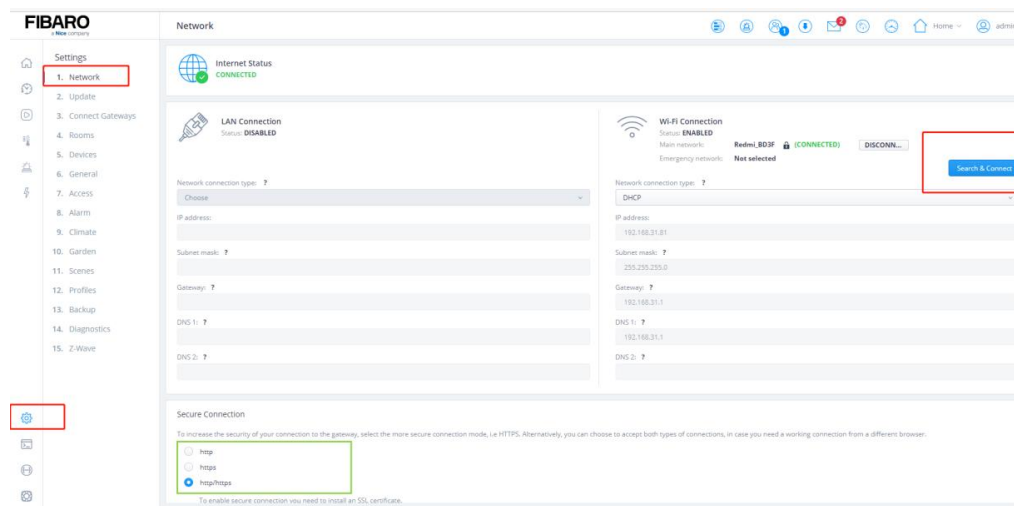 FIBARO
a Nice company
Network
1
2
Home
admin
Settings
1. Network
2. Update
3. Connect Gateways
4. Rooms
5. Devices
6. General
7. Access
8. Alarm
9. Climate
10. Garden
11. Scenes
12. Profiles
13. Backup
14. Diagnostics
15. Z-Wave
Internet Status
CONNECTED
LAN Connection
Status: DISABLED
Network connection type: ?
Choose
IP address:
Subnet mask: ?
Gateway: ?
DNS 1: ?
DNS 2: ?
Wi-Fi Connection
Status: ENABLED
Main network: Redmi_BD3F (CONNECTED) DISCONN...
Emergency network: Not selected
Search & Connect
Network connection type: ?
DHCP
IP address:
192.168.31.81
Subnet mask: ?
255.255.255.0
Gateway: ?
192.168.31.1
DNS 1: ?
192.168.31.1
DNS 2: ?
Secure Connection
To increase the security of your connection to the gateway, select the more secure connection mode, i.e HTTPS. Alternatively, you can choose to accept both types of connections, in case you need a working connection from a different browser.
http
https
http/https
To enable secure connection you need to install an SSL certificate.